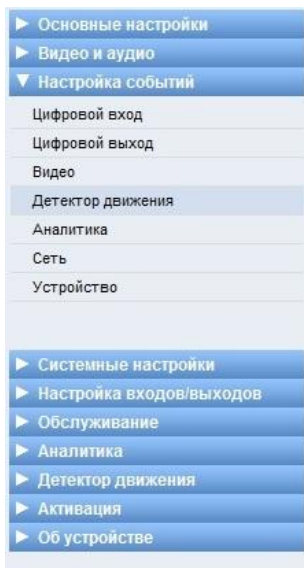 Основные настройки
Видео и аудио
Настройка событий
Цифровой вход
Цифровой выход
Видео
Детектор движения
Аналитика
Сеть
Устройство
Системные настройки
Настройка входов/выходов
Обслуживание
Аналитика
Детектор движения
Активация
Об устройстве